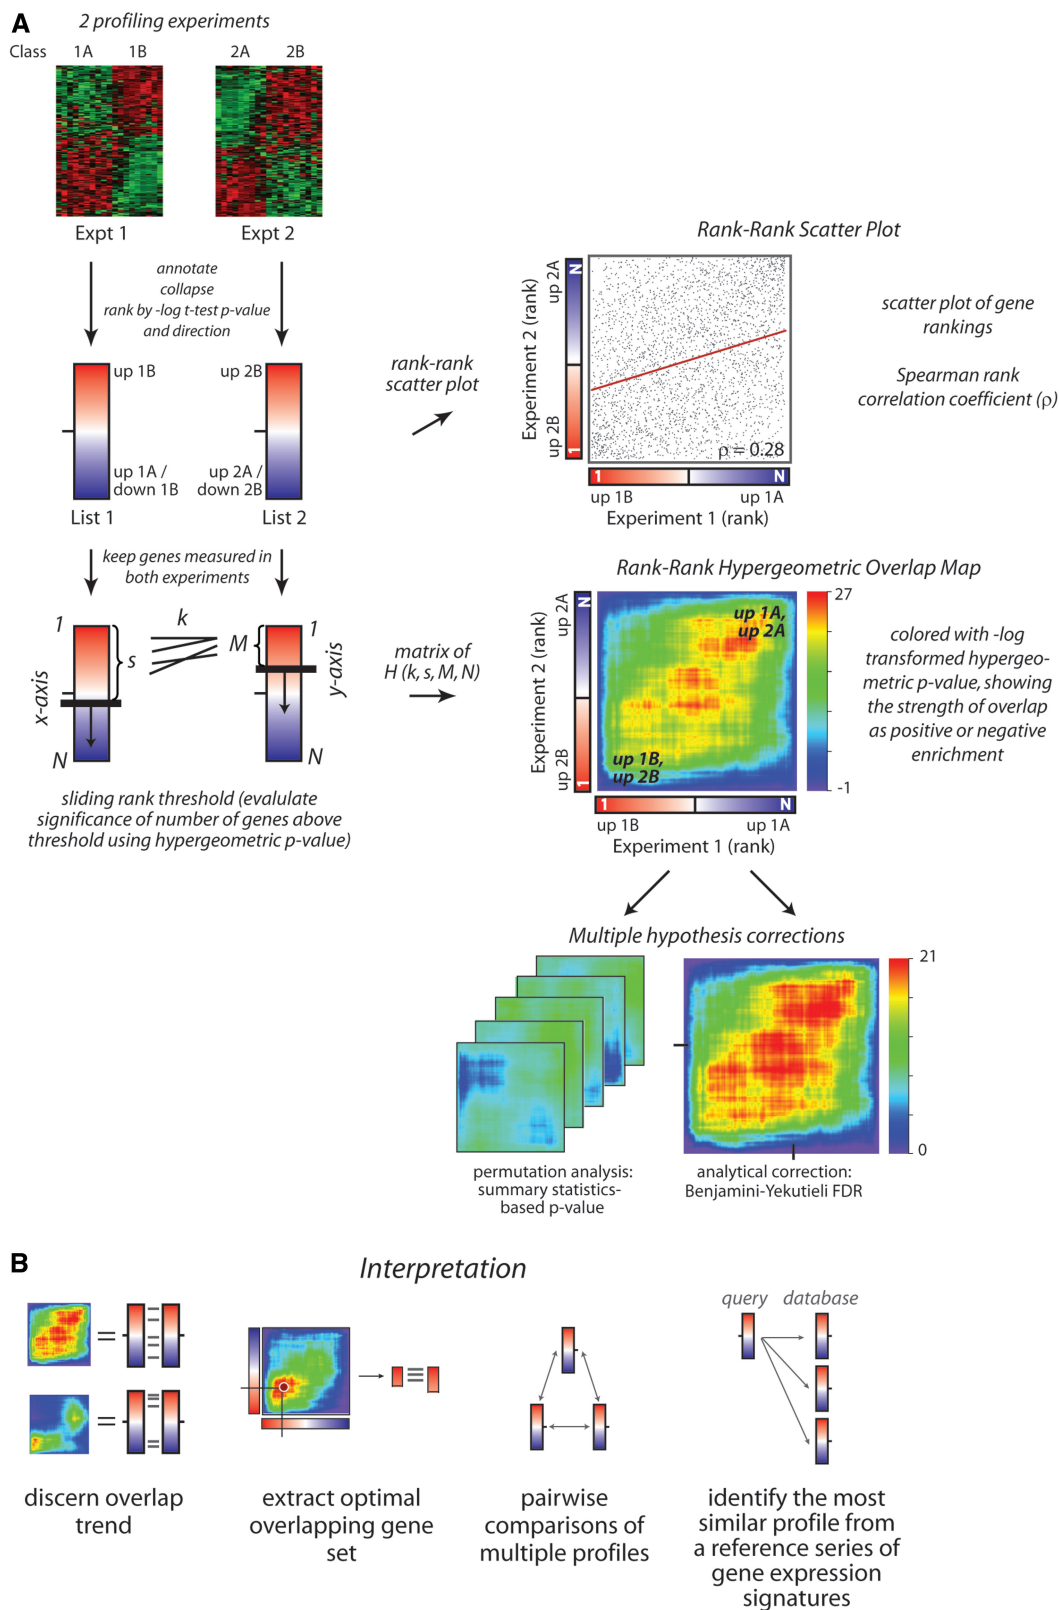 A
2 profiling experiments
Class 1A 1B 2A 2B
Expt 1 Expt 2
annotate
collapse
rank by -log t-test p-value
and direction
up 1B
up 2B
up 1A /
down 1B
up 2A /
down 2B
List 1 List 2
keep genes measured in
both experiments
1
s
x-axis
N
k
M
1
y-axis
N
sliding rank threshold (evalulate
significance of number of genes above
threshold using hypergeometric p-value)
rank-rank
scatter plot
Rank-Rank Scatter Plot
Experiment 2 (rank)
up 2A
up 2B
N
1
ρ = 0.28
1 N
up 1B up 1A
Experiment 1 (rank)
scatter plot of gene
rankings
Spearman rank
correlation coefficient (ρ)
matrix of
H (k, s, M, N)
Rank-Rank Hypergeometric Overlap Map
Experiment 2 (rank)
up 2A
up 2B
N
1
up 1A,
up 2A
up 1B,
up 2B
27
-1
1 N
up 1B up 1A
Experiment 1 (rank)
colored with -log
transformed hypergeo-
metric p-value, showing
the strength of overlap
as positive or negative
enrichment
Multiple hypothesis corrections
21
0
permutation analysis:
summary statistics-
based p-value
analytical correction:
Benjamini-Yekutieli FDR
B
Interpretation
discern overlap
trend
extract optimal
overlapping gene
set
pairwise
comparisons of
multiple profiles
query database
identify the most
similar profile from
a reference series of
gene expression
signatures